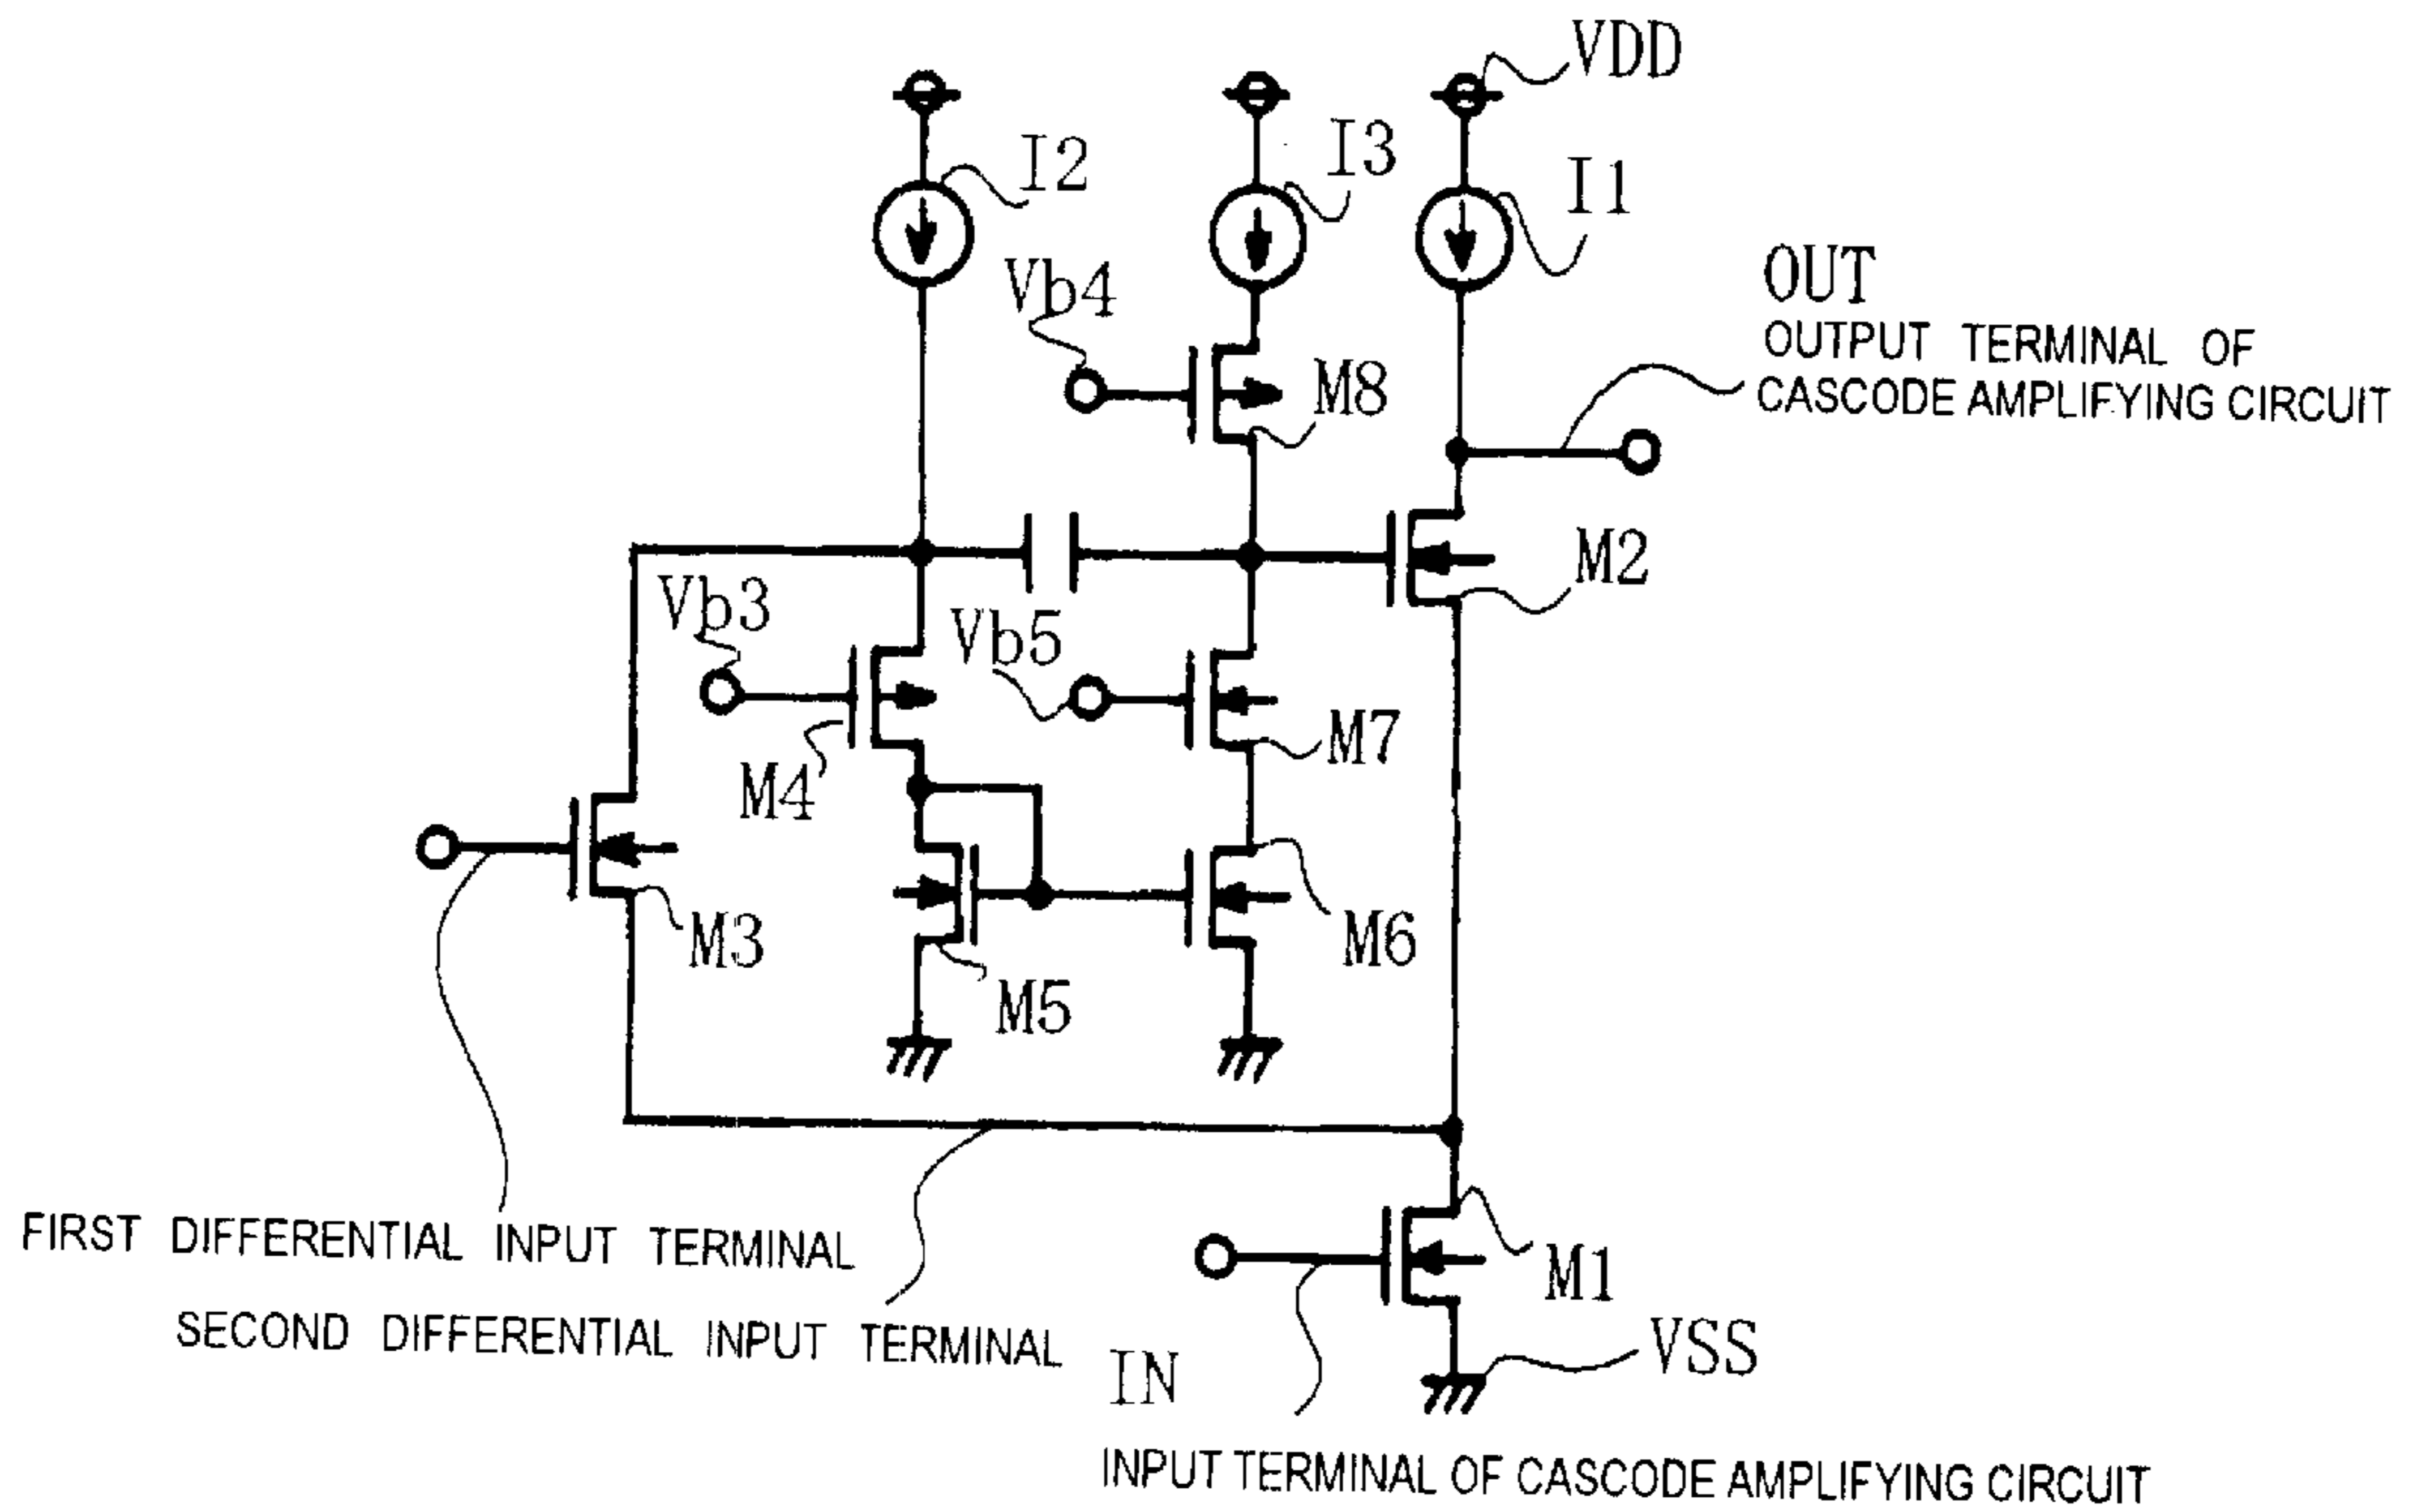 VDD
I2
I3
I1
Vb4
OUT
OUTPUT TERMINAL OF
CASCODE AMPLIFYING CIRCUIT
M8
M2
Vb3
Vb5
M4
M7
M3
M6
M5
FIRST DIFFERENTIAL INPUT TERMINAL
SECOND DIFFERENTIAL INPUT TERMINAL
M1
VSS
IN
INPUT TERMINAL OF CASCODE AMPLIFYING CIRCUIT